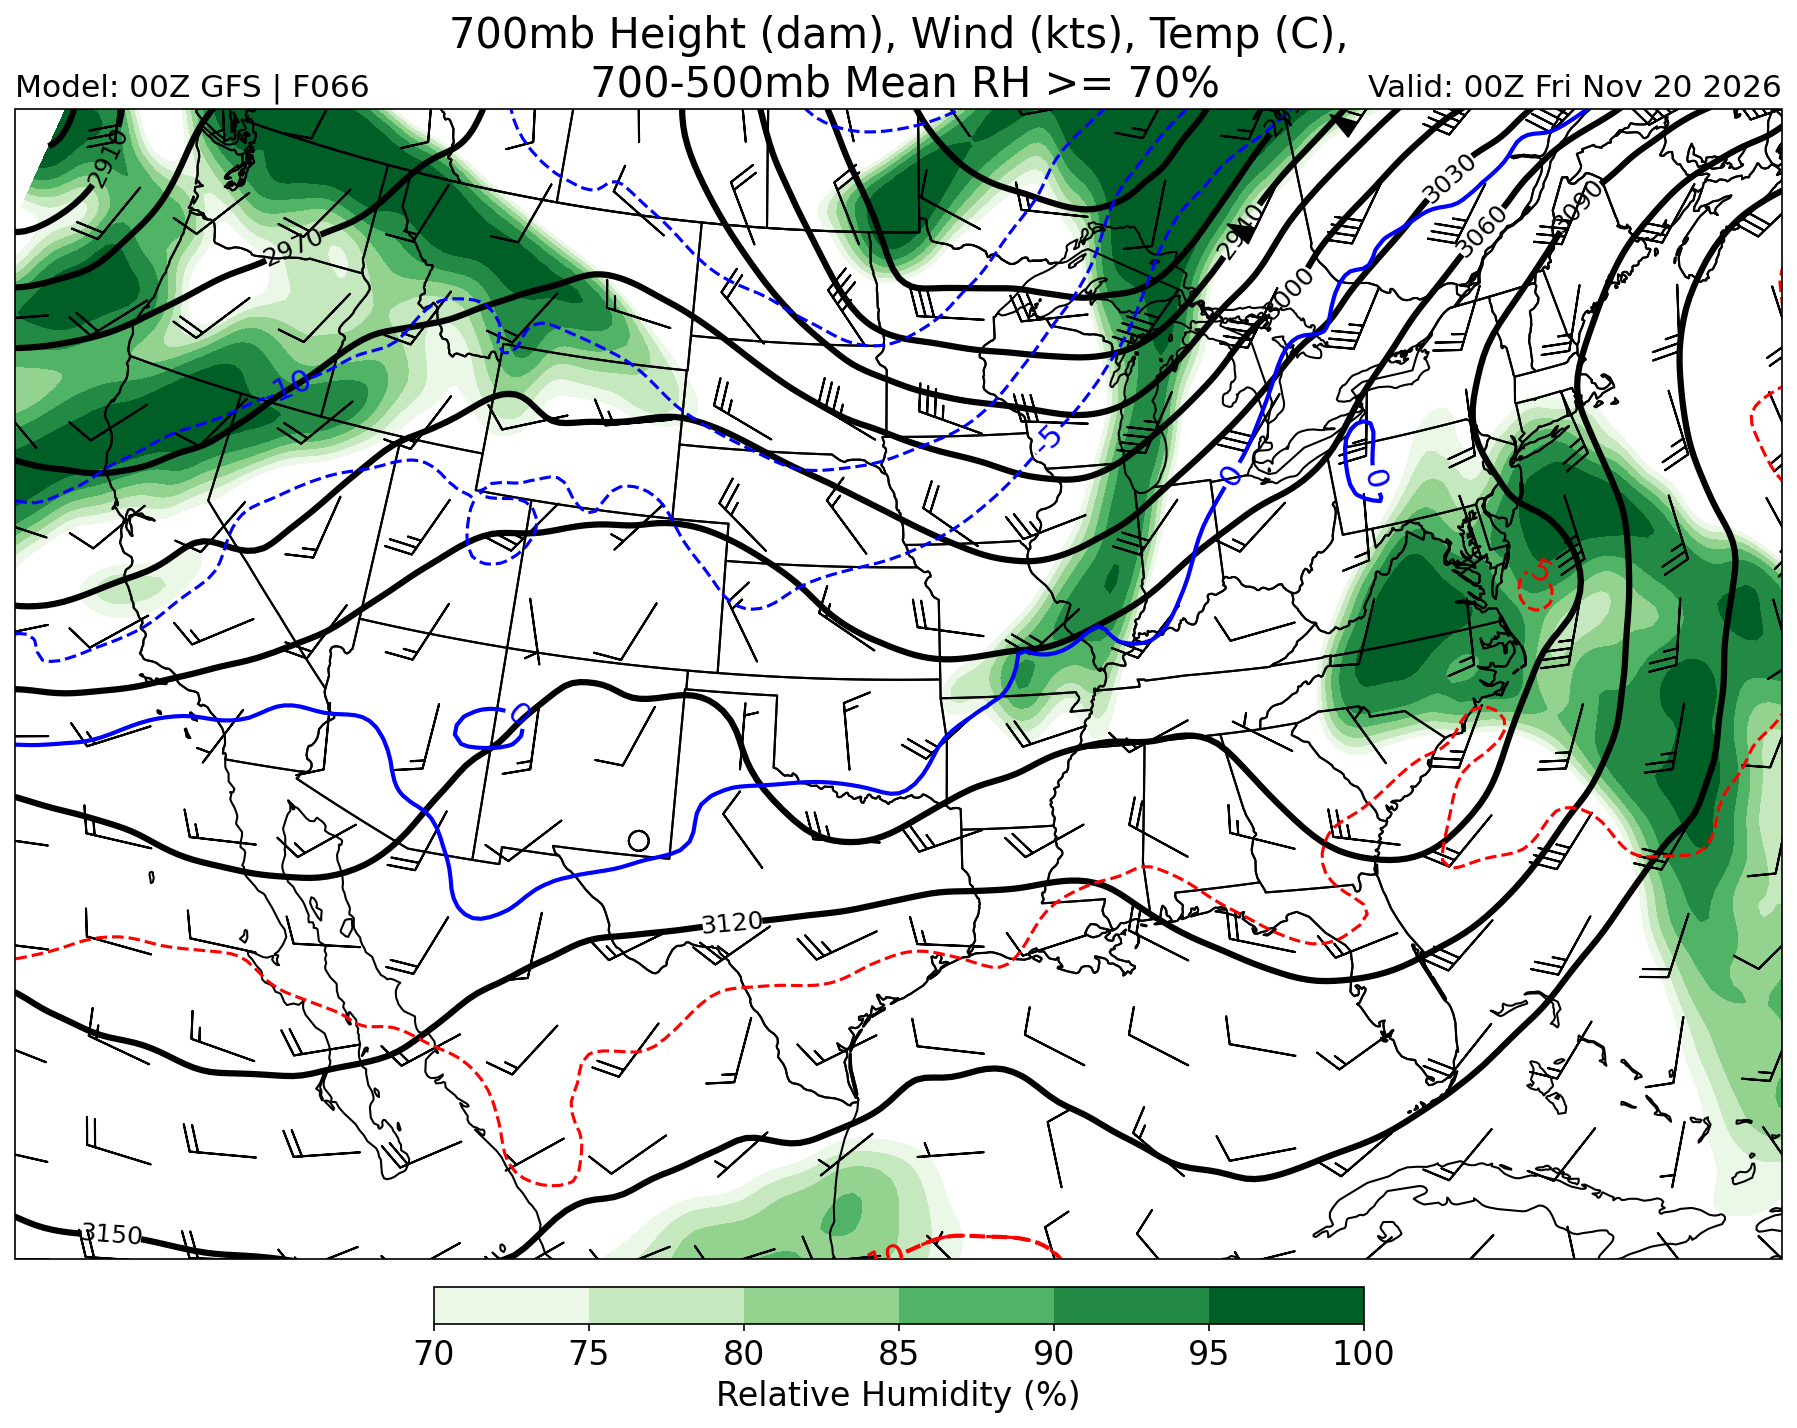 700mb Height (dam), Wind (kts), Temp (C),
700-500mb Mean RH >= 70%
Model: 00Z GFS | F066
Valid: 00Z Fri Nov 20 2026
2910
2970
2940
3000
3030
3060
3090
-10
-5
0
0
0
5
3120
3150
10
70 75 80 85 90 95 100
Relative Humidity (%)